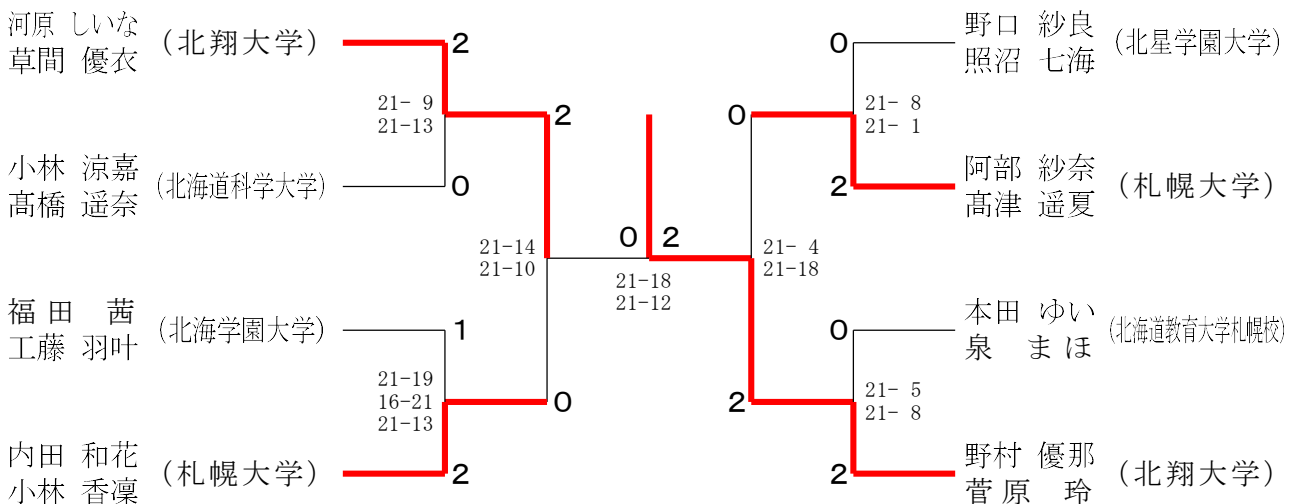 河原 しいな
草間 優衣
(北翔大学)
2
21- 9
21-13
2
小林 涼嘉
髙橋 遥奈
(北海道科学大学)
0
21-14
21-10
福田 茜
工藤 羽叶
(北海学園大学)
1
21-19
16-21
21-13
0
内田 和花
小林 香凜
(札幌大学)
2
0 2
21-18
21-12
0
野口 紗良
照沼 七海
(北星学園大学)
0
21- 8
21- 1
2
阿部 紗奈
髙津 遥夏
(札幌大学)
21- 4
21-18
0
本田 ゆい
泉 まほ
(北海道教育大学札幌校)
2
21- 5
21- 8
2
野村 優那
菅原 玲
(北翔大学)